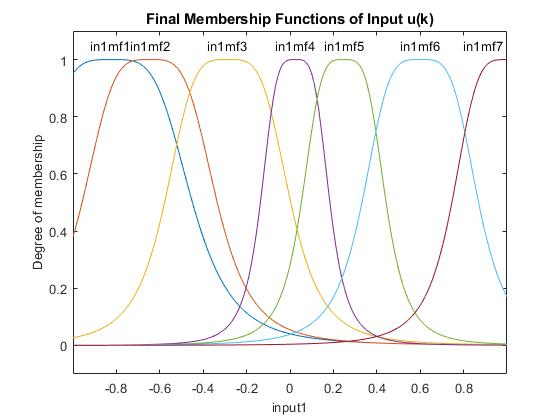 Final Membership Functions of Input u(k)
in1mf1in1mf2 in1mf3 in1mf4 in1mf5 in1mf6 in1mf7
1
0.8
0.6
0.4
0.2
0
Degree of membership
-0.8 -0.6 -0.4 -0.2 0 0.2 0.4 0.6 0.8
input1